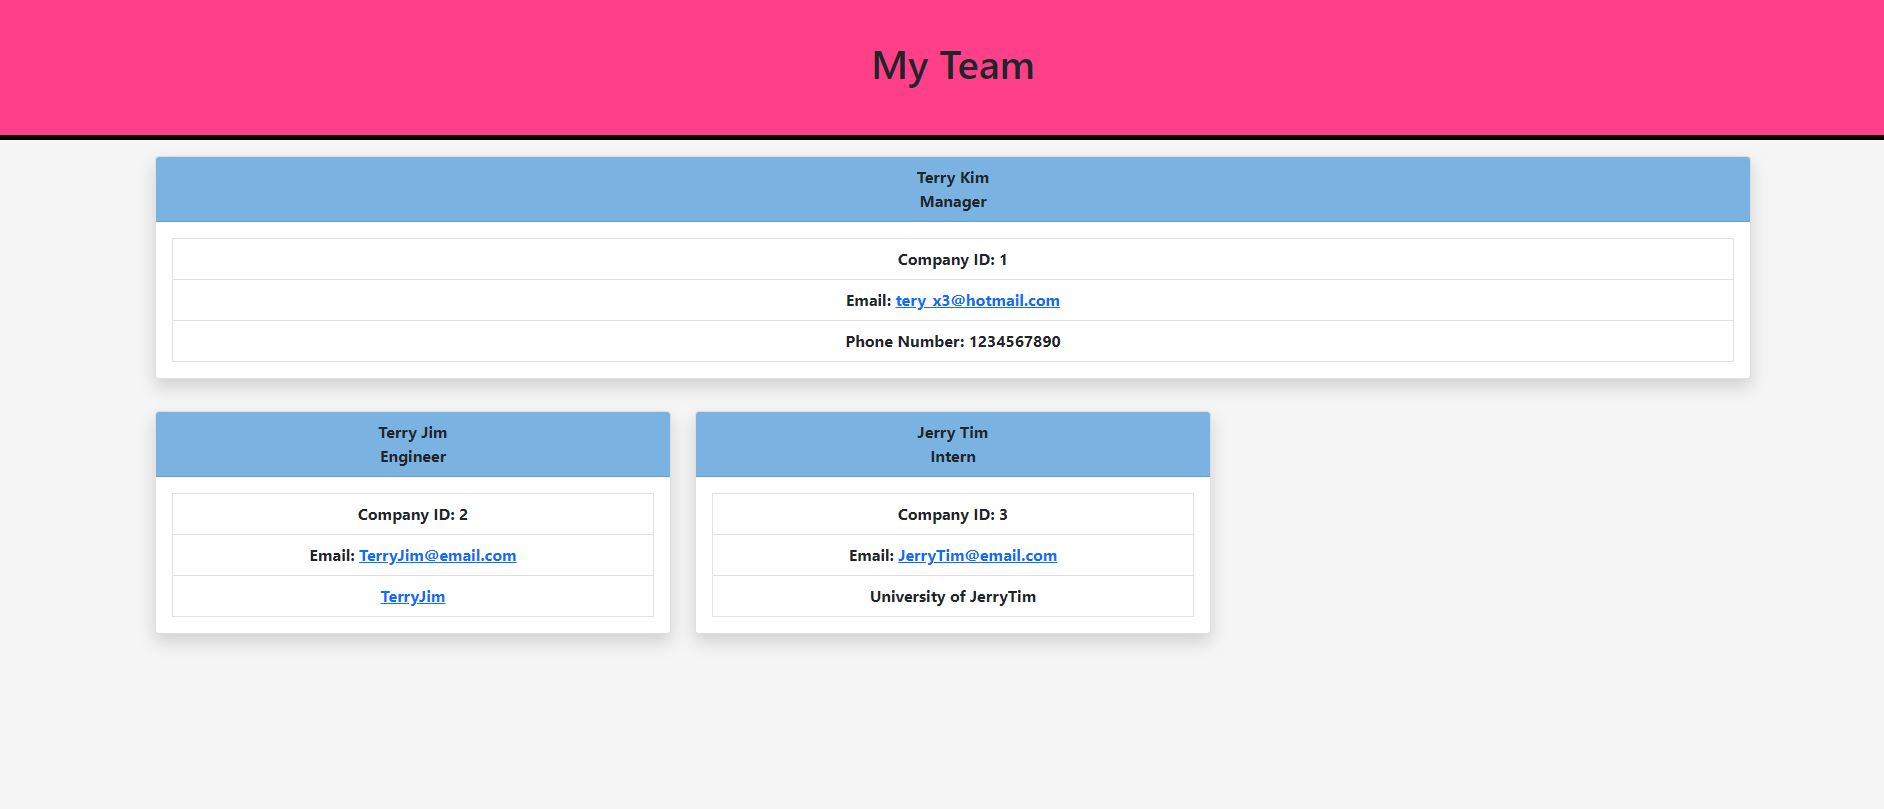 My Team
Terry Kim
Manager
Company ID: 1
Email: tery_x3@hotmail.com
Phone Number: 1234567890
Terry Jim
Engineer
Company ID: 2
Email: TerryJim@email.com
TerryJim
Jerry Tim
Intern
Company ID: 3
Email: JerryTim@email.com
University of JerryTim